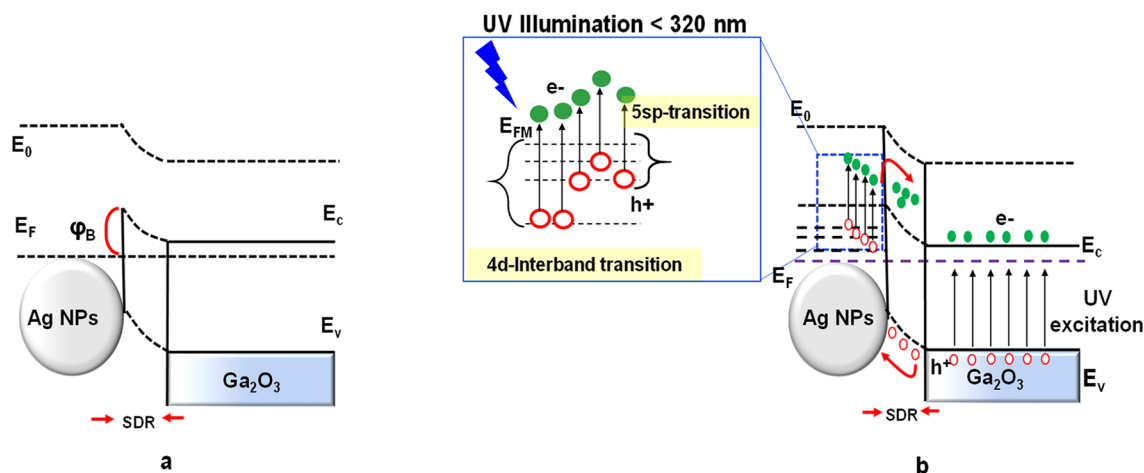 E0
EF
φB
Ec
Ag NPs
Ev
Ga2O3
SDR
a
UV Illumination < 320 nm
e-
5sp-transition
EFM
h+
4d-Interband transition
E0
e-
Ec
EF
Ag NPs
UV
excitation
h+
Ga2O3
Ev
SDR
b